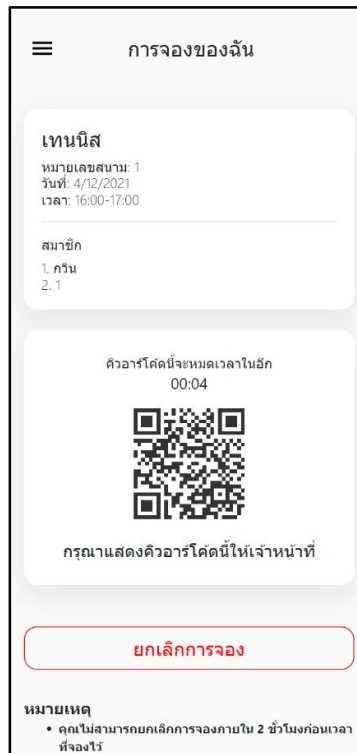 การจองของฉัน
เทนนิส
หมายเลขสนาม: 1
วันที่: 4/12/2021
เวลา: 16:00-17:00
สมาชิก
1. กวิน
2. 1
คิวอาร์โค้ดนี้จะหมดเวลาในอีก
00:04
กรุณาแสดงคิวอาร์โค้ดนี้ให้เจ้าหน้าที่
ยกเลิกการจอง
หมายเหตุ
• คุณไม่สามารถยกเลิกการจองภายใน 2 ชั่วโมงก่อนเวลา
ที่จองไว้